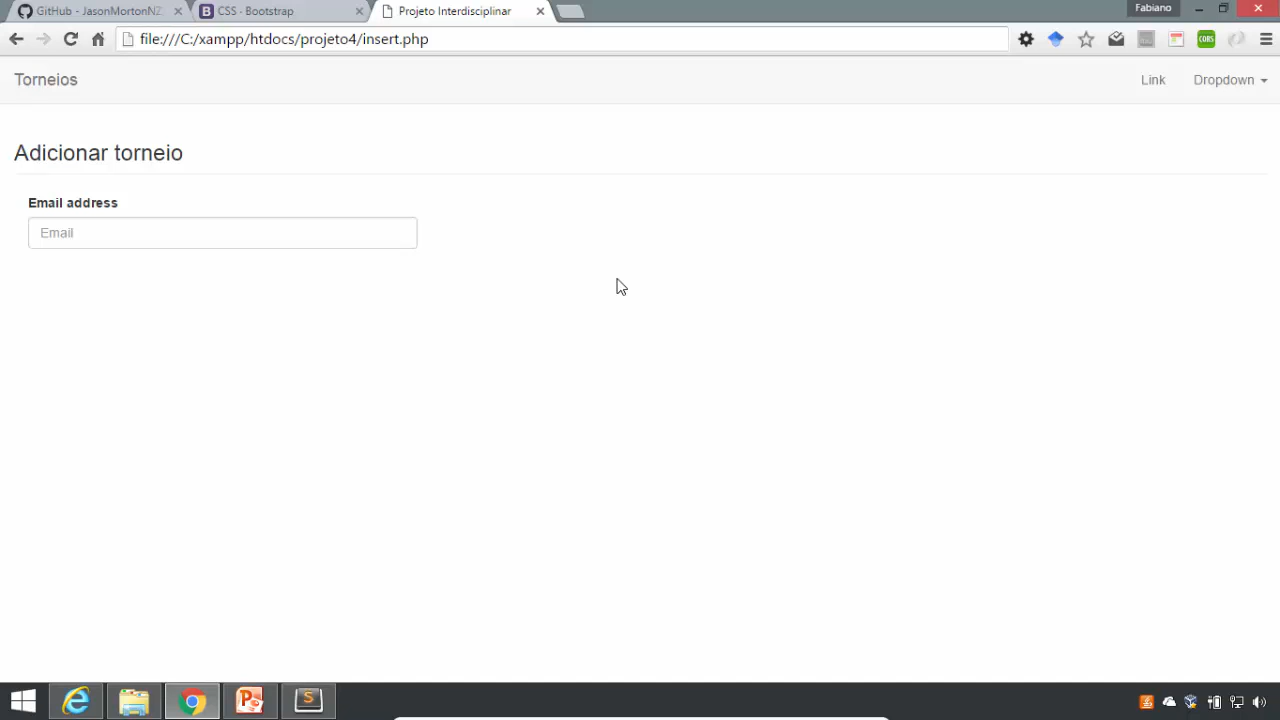 GitHub - JasonMortonNZ
CSS · Bootstrap
Projeto Interdisciplinar
Fabiano
file:///C:/xampp/htdocs/projeto4/insert.php
CORS
Torneios
Link
Dropdown
Adicionar torneio
Email address
Email